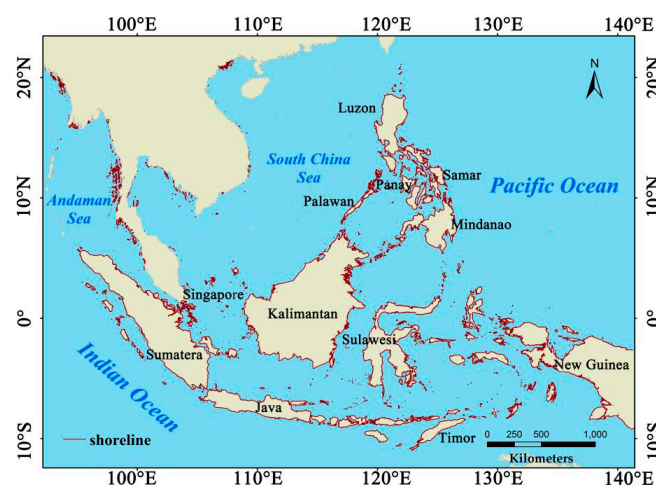 100°E 110°E 120°E 130°E 140°E
20°N
20°N
N
Luzon
South China
Sea
Samar
Panay
Pacific Ocean
10°N
10°N
Andaman
Sea
Palawan
Mindanao
Singapore
Kalimantan
0°
0°
Sulawesi
Sumatera
New Guinea
Indian Ocean
Java
10°S
10°S
shoreline
Timor
0 250 500 1,000
Kilometers
100°E 110°E 120°E 130°E 140°E